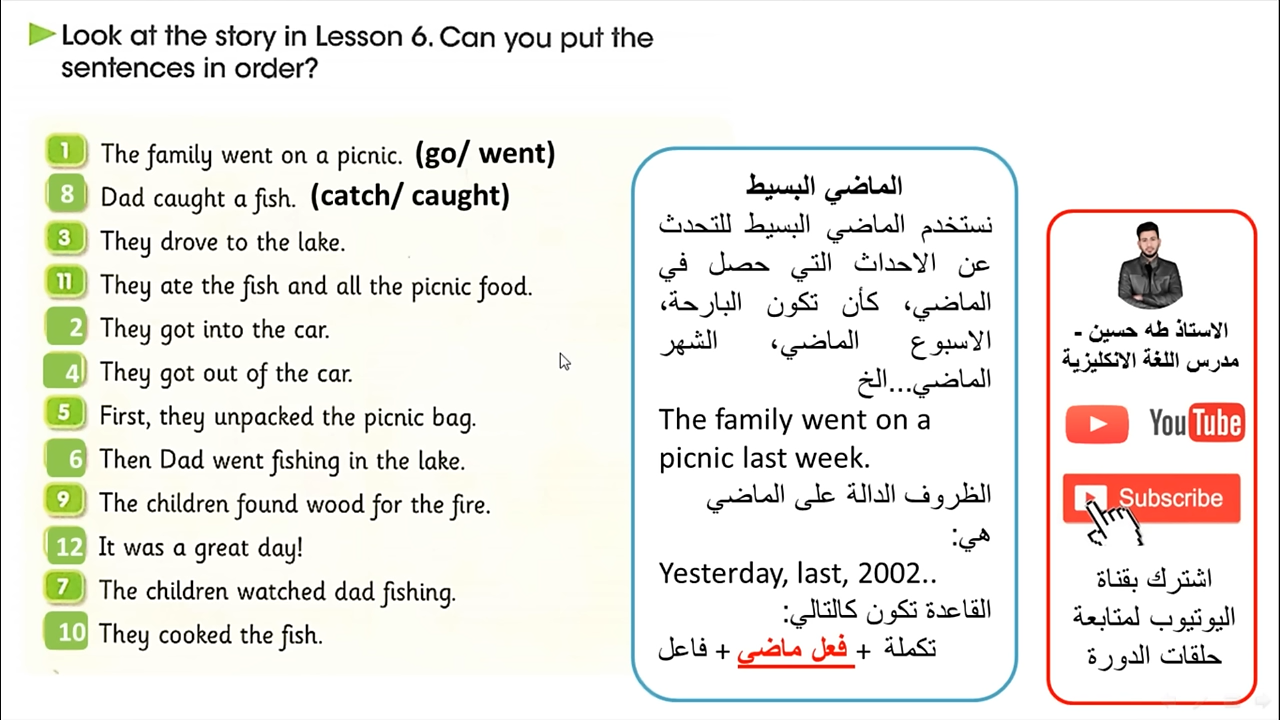 Look at the story in Lesson 6. Can you put the
sentences in order?
1 The family went on a picnic. (go/ went)
8 Dad caught a fish. (catch/ caught)
3 They drove to the lake.
11 They ate the fish and all the picnic food.
2 They got into the car.
4 They got out of the car.
5 First, they unpacked the picnic bag.
6 Then Dad went fishing in the lake.
9 The children found wood for the fire.
12 It was a great day!
7 The children watched dad fishing.
10 They cooked the fish.
الماضي البسيط
نستخدم الماضي البسيط للتحدث
عن الاحداث التي حصل في
الماضي، كأن تكون البارحة،
الاسبوع الماضي، الشهر
الماضي...الخ
The family went on a
picnic last week.
الظروف الدالة على الماضي
هي:
Yesterday, last, 2002..
القاعدة تكون كالتالي:
تكملة + فعل ماضي + فاعل
الاستاذ طه حسين -
مدرس اللغة الانكليزية
YouTube
Subscribe
اشترك بقناة
اليوتيوب لمتابعة
حلقات الدورة